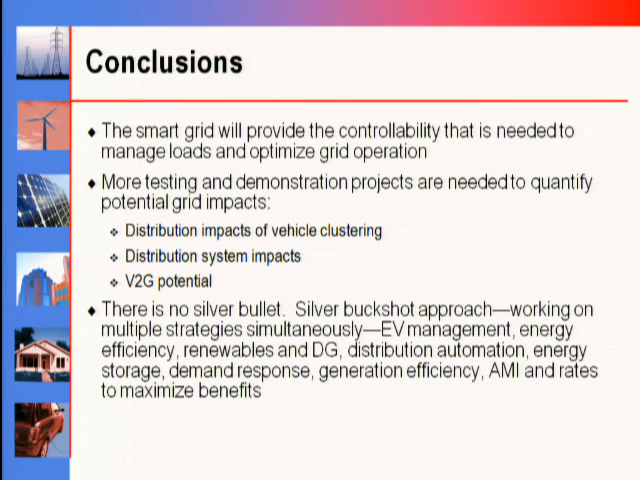 Conclusions
The smart grid will provide the controllability that is needed to
manage loads and optimize grid operation
More testing and demonstration projects are needed to quantify
potential grid impacts:
Distribution impacts of vehicle clustering
Distribution system impacts
V2G potential
There is no silver bullet. Silver buckshot approach—working on
multiple strategies simultaneously—EV management, energy
efficiency, renewables and DG, distribution automation, energy
storage, demand response, generation efficiency, AMI and rates
to maximize benefits